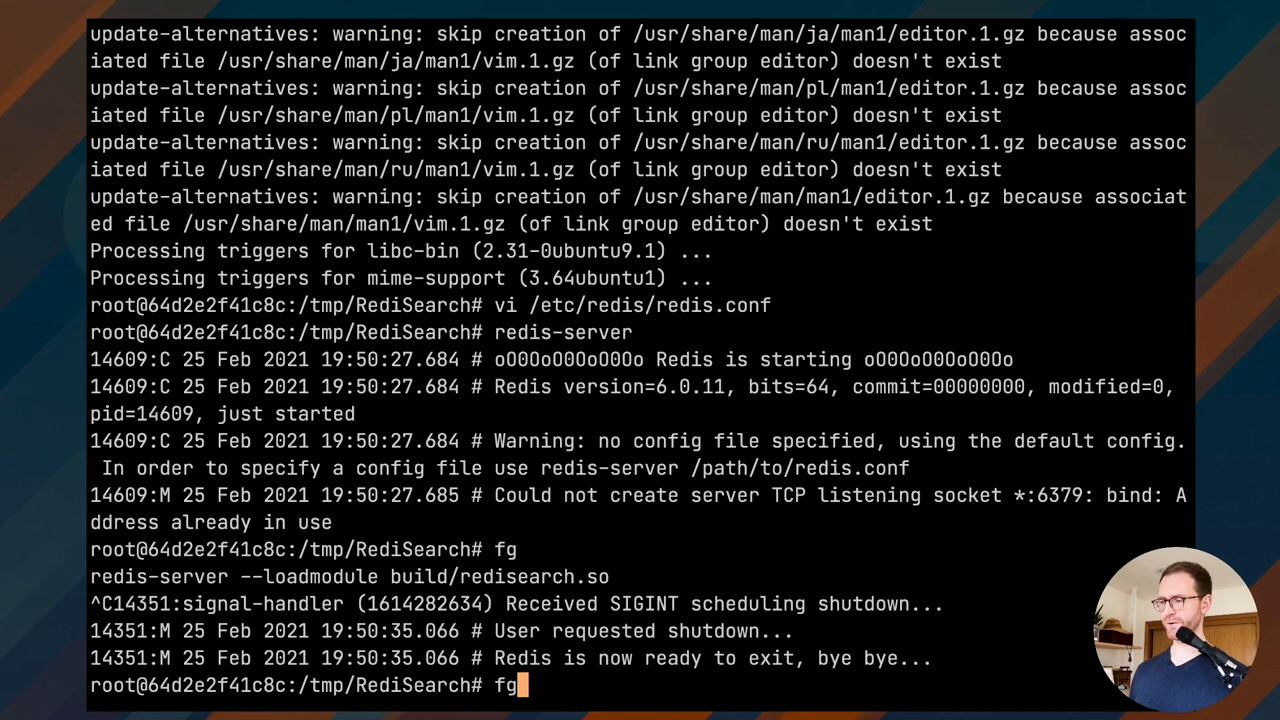 update-alternatives: warning: skip creation of /usr/share/man/ja/man1/editor.1.gz because assoc
iated file /usr/share/man/ja/man1/vim.1.gz (of link group editor) doesn't exist
update-alternatives: warning: skip creation of /usr/share/man/pl/man1/editor.1.gz because assoc
iated file /usr/share/man/pl/man1/vim.1.gz (of link group editor) doesn't exist
update-alternatives: warning: skip creation of /usr/share/man/ru/man1/editor.1.gz because assoc
iated file /usr/share/man/ru/man1/vim.1.gz (of link group editor) doesn't exist
update-alternatives: warning: skip creation of /usr/share/man/man1/editor.1.gz because associat
ed file /usr/share/man/man1/vim.1.gz (of link group editor) doesn't exist
Processing triggers for libc-bin (2.31-0ubuntu9.1) ...
Processing triggers for mime-support (3.64ubuntu1) ...
root@64d2e2f41c8c:/tmp/RediSearch# vi /etc/redis/redis.conf
root@64d2e2f41c8c:/tmp/RediSearch# redis-server
14609:C 25 Feb 2021 19:50:27.684 # oO0OoO0OoO0Oo Redis is starting oO0OoO0OoO0Oo
14609:C 25 Feb 2021 19:50:27.684 # Redis version=6.0.11, bits=64, commit=00000000, modified=0,
pid=14609, just started
14609:C 25 Feb 2021 19:50:27.684 # Warning: no config file specified, using the default config.
 In order to specify a config file use redis-server /path/to/redis.conf
14609:M 25 Feb 2021 19:50:27.685 # Could not create server TCP listening socket *:6379: bind: A
ddress already in use
root@64d2e2f41c8c:/tmp/RediSearch# fg
redis-server --loadmodule build/redisearch.so
^C14351:signal-handler (1614282634) Received SIGINT scheduling shutdown...
14351:M 25 Feb 2021 19:50:35.066 # User requested shutdown...
14351:M 25 Feb 2021 19:50:35.066 # Redis is now ready to exit, bye bye...
root@64d2e2f41c8c:/tmp/RediSearch# fg